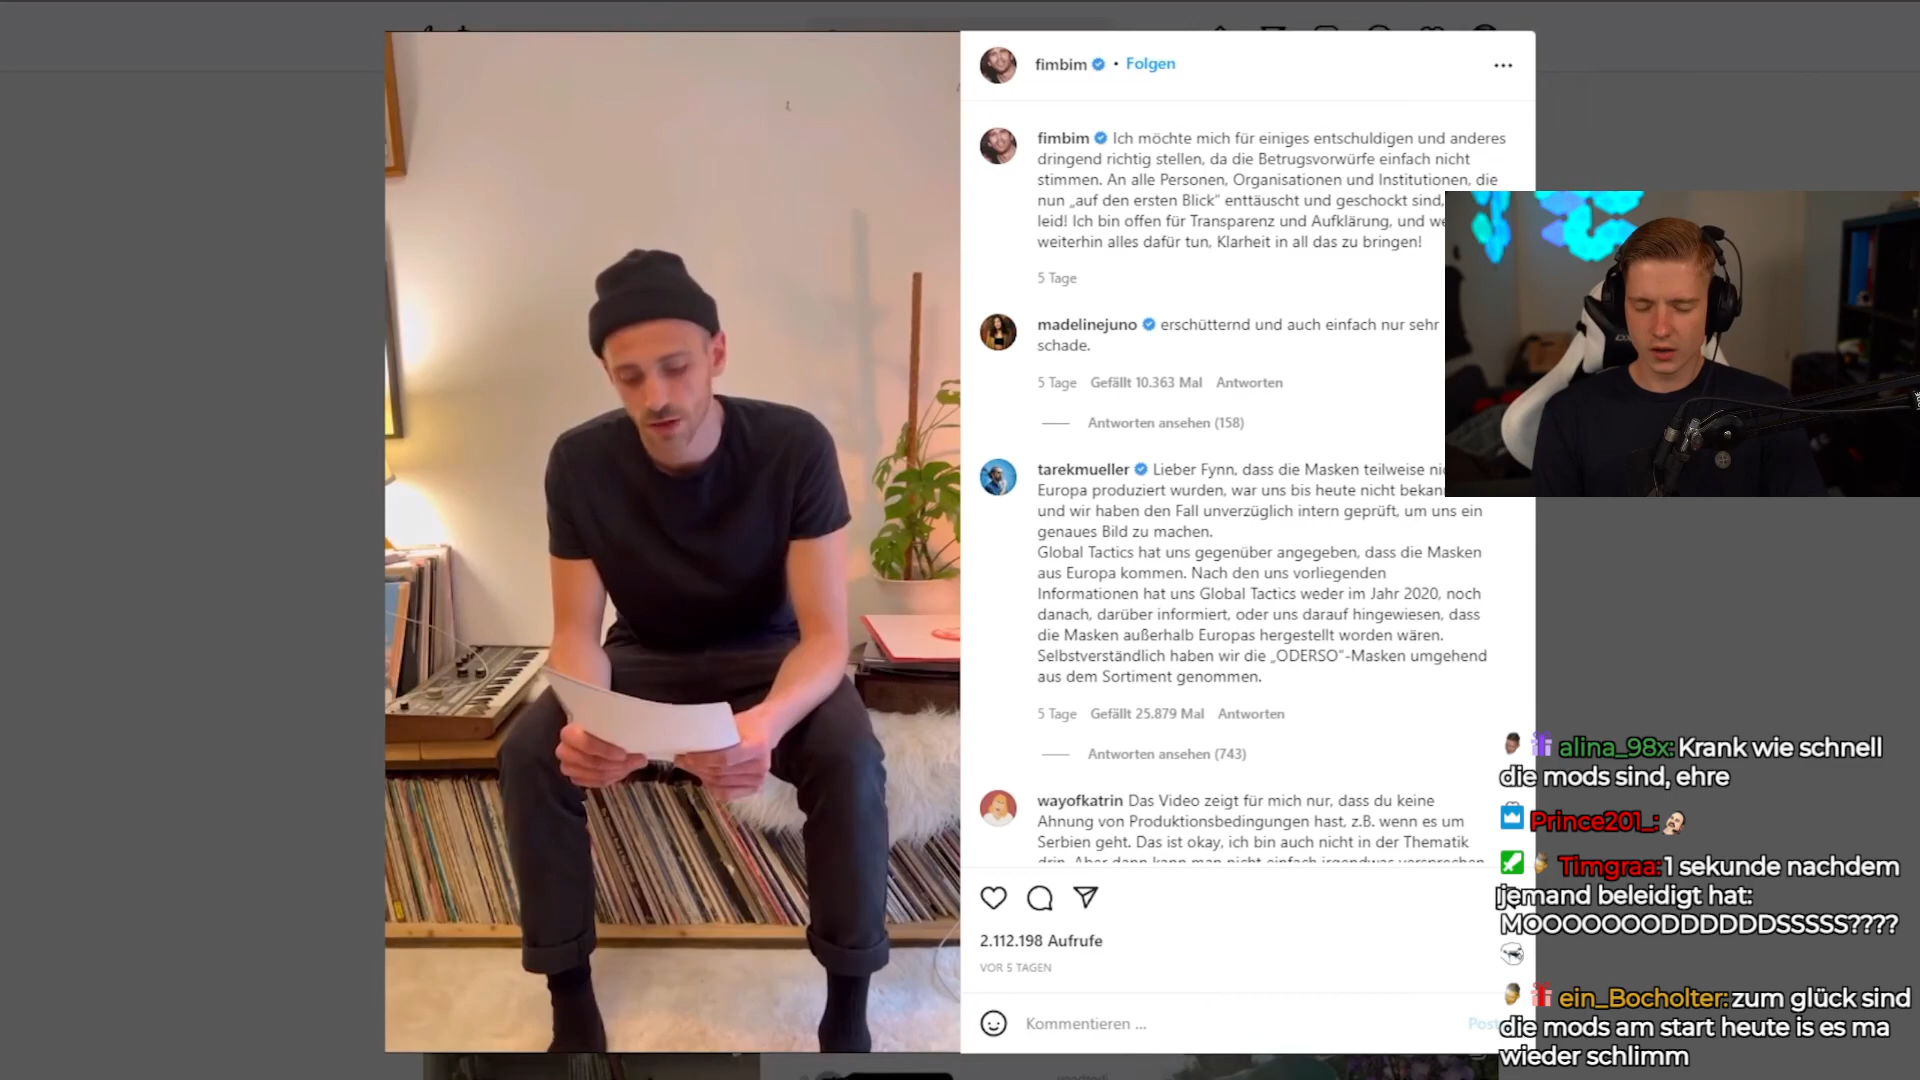 fimbim • Folgen
fimbim Ich möchte mich für einiges entschuldigen und anderes
dringend richtig stellen, da die Betrugsvorwürfe einfach nicht
stimmen. An alle Personen, Organisationen und Institutionen, die
nun „auf den ersten Blick" enttäuscht und geschockt sind,
leid! Ich bin offen für Transparenz und Aufklärung, und
weiterhin alles dafür tun, Klarheit in all das zu bringen!
5 Tage
madelinejuno erschütternd und auch einfach nur sehr
schade.
5 Tage Gefällt 10.363 Mal Antworten
Antworten ansehen (158)
tarekmueller Lieber Fynn, dass die Masken teilweise
Europa produziert wurden, war uns bis heute nicht
und wir haben den Fall unverzüglich intern geprüft, um uns ein
genaues Bild zu machen.
Global Tactics hat uns gegenüber angegeben, dass die Masken
aus Europa kommen. Nach den uns vorliegenden
Informationen hat uns Global Tactics weder im Jahr 2020, noch
danach, darüber informiert, oder uns darauf hingewiesen, dass
die Masken außerhalb Europas hergestellt worden wären.
Selbstverständlich haben wir die „ODERSO"-Masken umgehend
aus dem Sortiment genommen.
5 Tage Gefällt 25.879 Mal Antworten
Antworten ansehen (743)
wayofkatrin Das Video zeigt für mich nur, dass du keine
Ahnung von Produktionsbedingungen hast, z.B. wenn es um
Serbien geht. Das ist okay, ich bin auch nicht in der Thematik
drin. Aber dann kann man nicht einfach irgendwas versprechen
2.112.198 Aufrufe
VOR 5 TAGEN
Kommentieren ...
Post
alina_98x: Krank wie schnell
die mods sind, ehre
Prince201_:
Timgraa: 1 sekunde nachdem
jemand beleidigt hat:
MOOOOOOODDDDDDSSSSS????
ein_Bocholter: zum glück sind
die mods am start heute is es ma
wieder schlimm